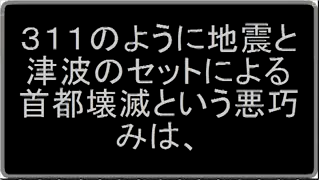 ３１１のように地震と
津波のセットによる
首都壊滅という悪巧
みは、